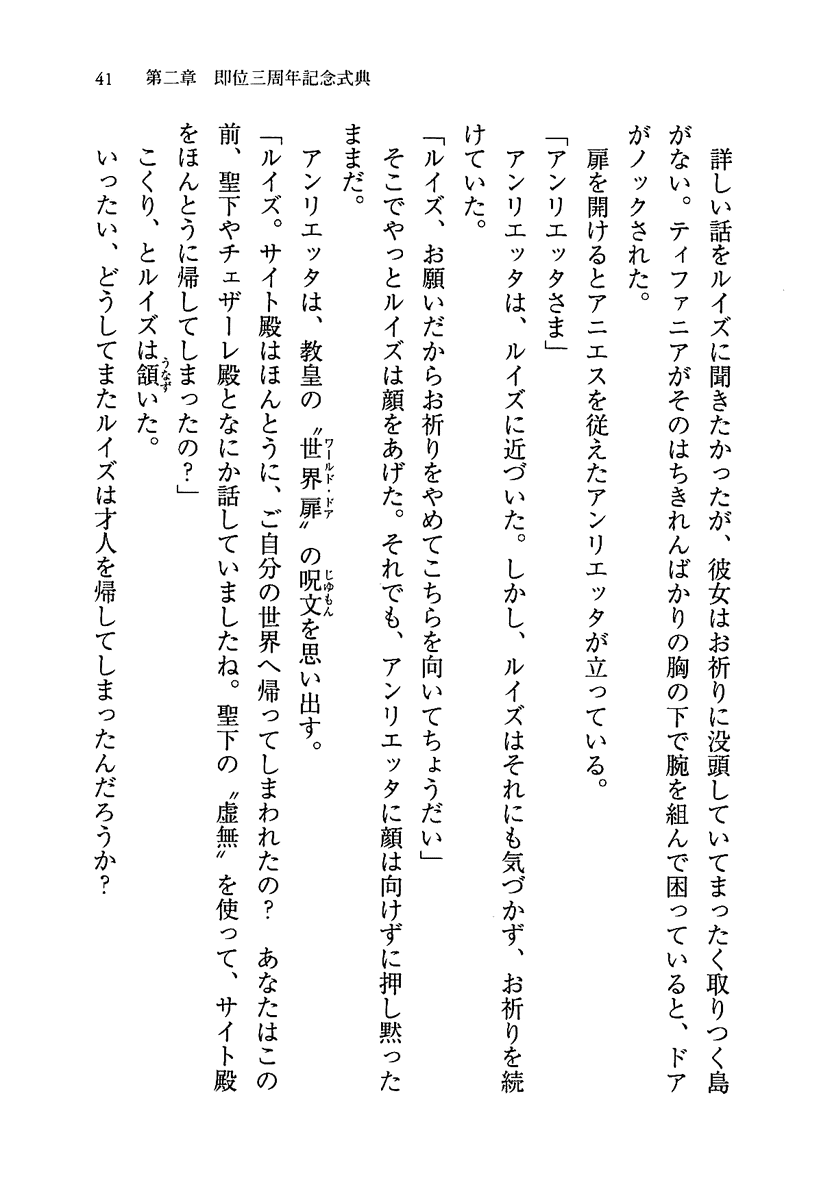 41　第二章　即位三周年記念式典
　詳しい話をルイズに聞きたかったが、彼女はお祈りに没頭していてまったく取りつく島
がない。ティファニアがそのはちきれんばかりの胸の下で腕を組んで困っていると、ドア
がノックされた。
　扉を開けるとアニエスを従えたアンリエッタが立っている。
「アンリエッタさま」
　アンリエッタは、ルイズに近づいた。しかし、ルイズはそれにも気づかず、お祈りを続
けていた。
「ルイズ、お願いだからお祈りをやめてこちらを向いてちょうだい」
　そこでやっとルイズは顔をあげた。それでも、アンリエッタに顔は向けずに押し黙った
ままだ。
　アンリエッタは、教皇の〝世界扉〟の呪文を思い出す。
ワールド・ドア
じゅもん
「ルイズ。サイト殿はほんとうに、ご自分の世界へ帰ってしまわれたの？　あなたはこの
前、聖下やチェザーレ殿となにか話していましたね。聖下の〝虚無〟を使って、サイト殿
をほんとうに帰してしまったの？」
　こくり、とルイズは頷いた。
うなず
　いったい、どうしてまたルイズは才人を帰してしまったんだろうか？